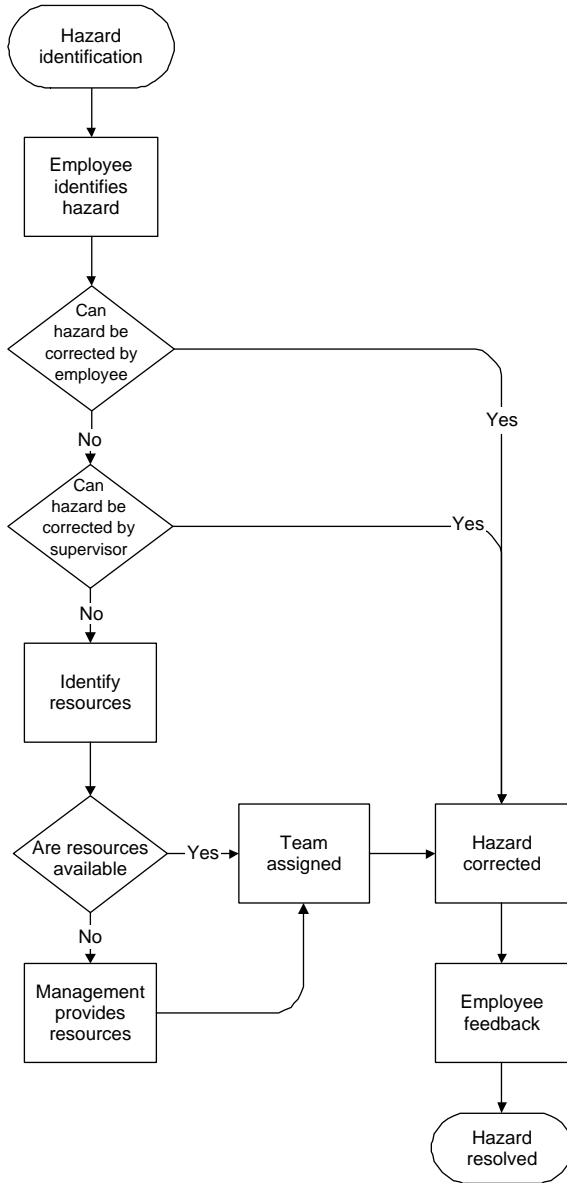 Hazard
identification
Employee
identifies
hazard
Can
hazard be
corrected by
employee
Yes
No
Can
hazard be
corrected by
supervisor
Yes
No
Identify
resources
Are resources
available
Yes
Team
assigned
Hazard
corrected
No
Management
provides
resources
Employee
feedback
Hazard
resolved